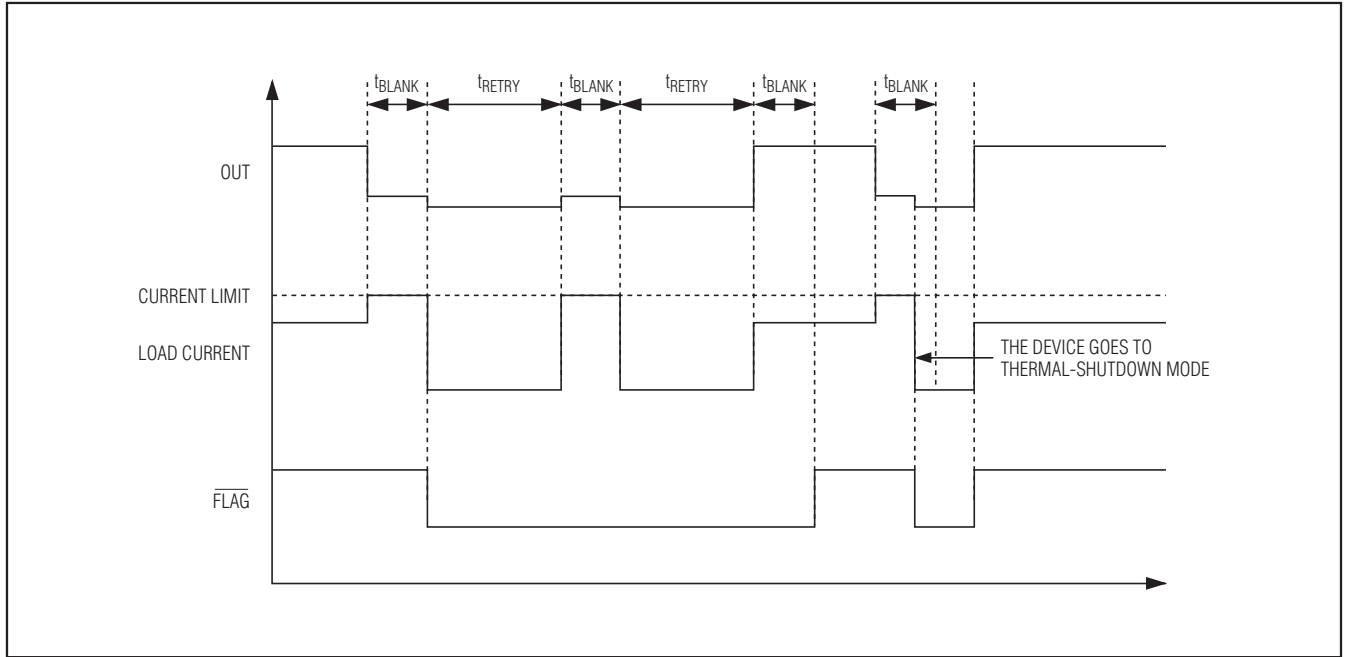 tBLANK tRETRY tBLANK tRETRY tBLANK tBLANK
OUT
CURRENT LIMIT
LOAD CURRENT
THE DEVICE GOES TO
THERMAL-SHUTDOWN MODE
FLAG